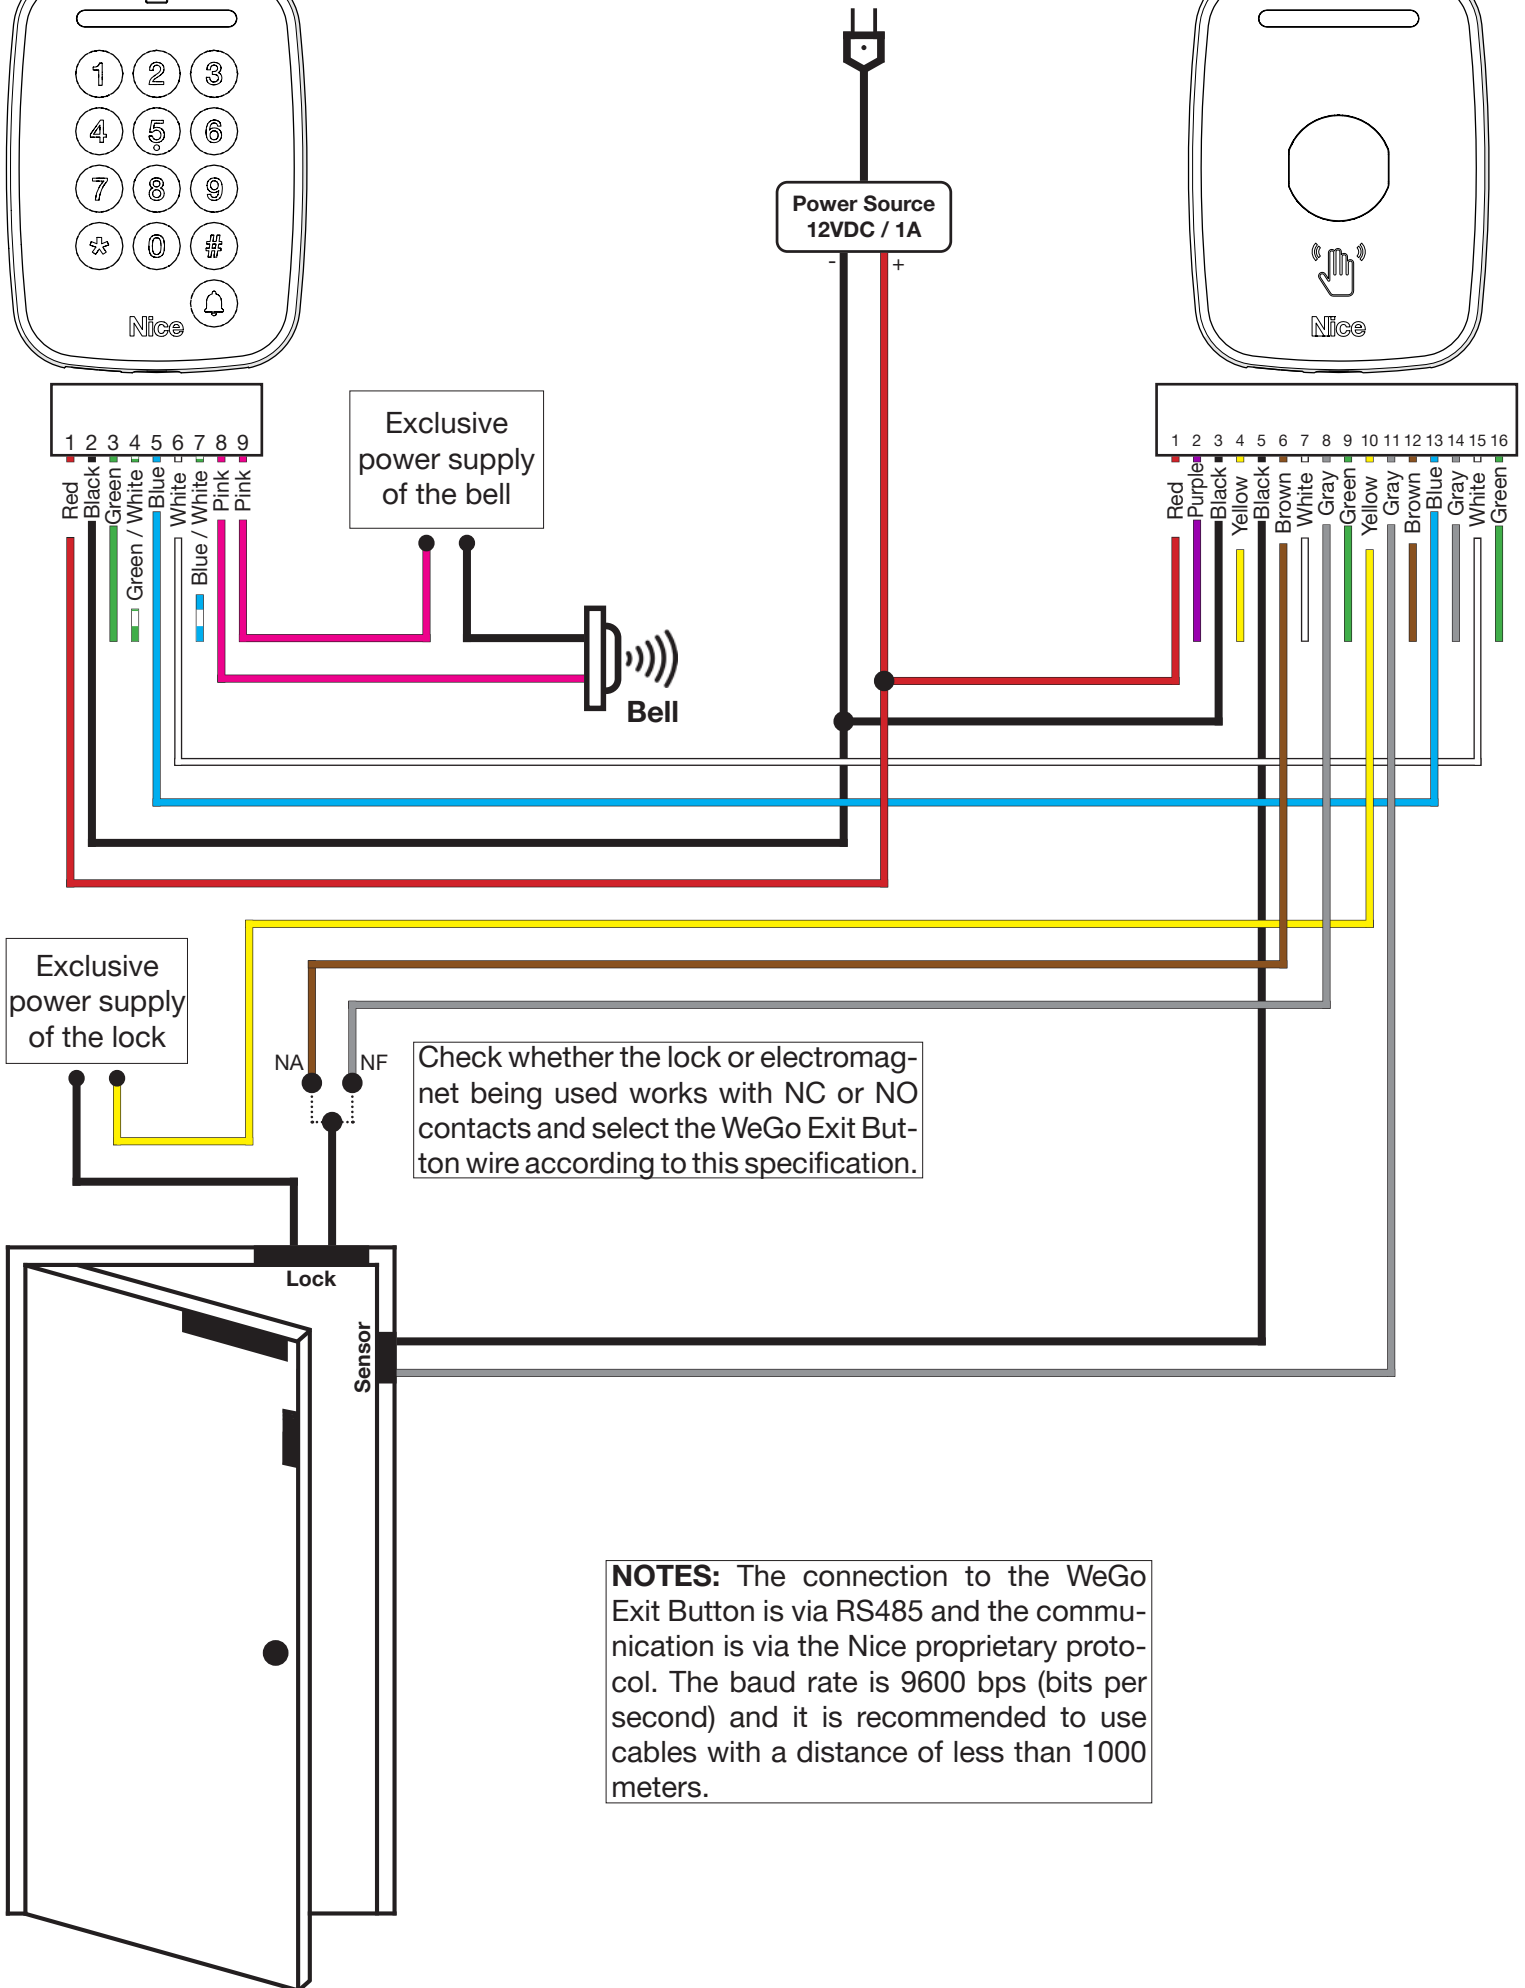 1 2 3
4 5 6
7 8 9
* 0 #
Nice
Power Source
12VDC / 1A
- +
Nice
1 2 3 4 5 6 7 8 9
Red
Black
Green
Green / White
Blue
White
Blue / White
Pink
Pink
Exclusive
power supply
of the bell
1 2 3 4 5 6 7 8 9 10 11 12 13 14 15 16
Red
Purple
Black
Yellow
Black
Brown
White
Gray
Green
Yellow
Gray
Brown
Blue
Gray
White
Green
Bell
Exclusive
power supply
of the lock
NA NF
Check whether the lock or electromag-
net being used works with NC or NO
contacts and select the WeGo Exit But-
ton wire according to this specification.
Lock
Sensor
NOTES: The connection to the WeGo
Exit Button is via RS485 and the commu-
nication is via the Nice proprietary proto-
col. The baud rate is 9600 bps (bits per
second) and it is recommended to use
cables with a distance of less than 1000
meters.